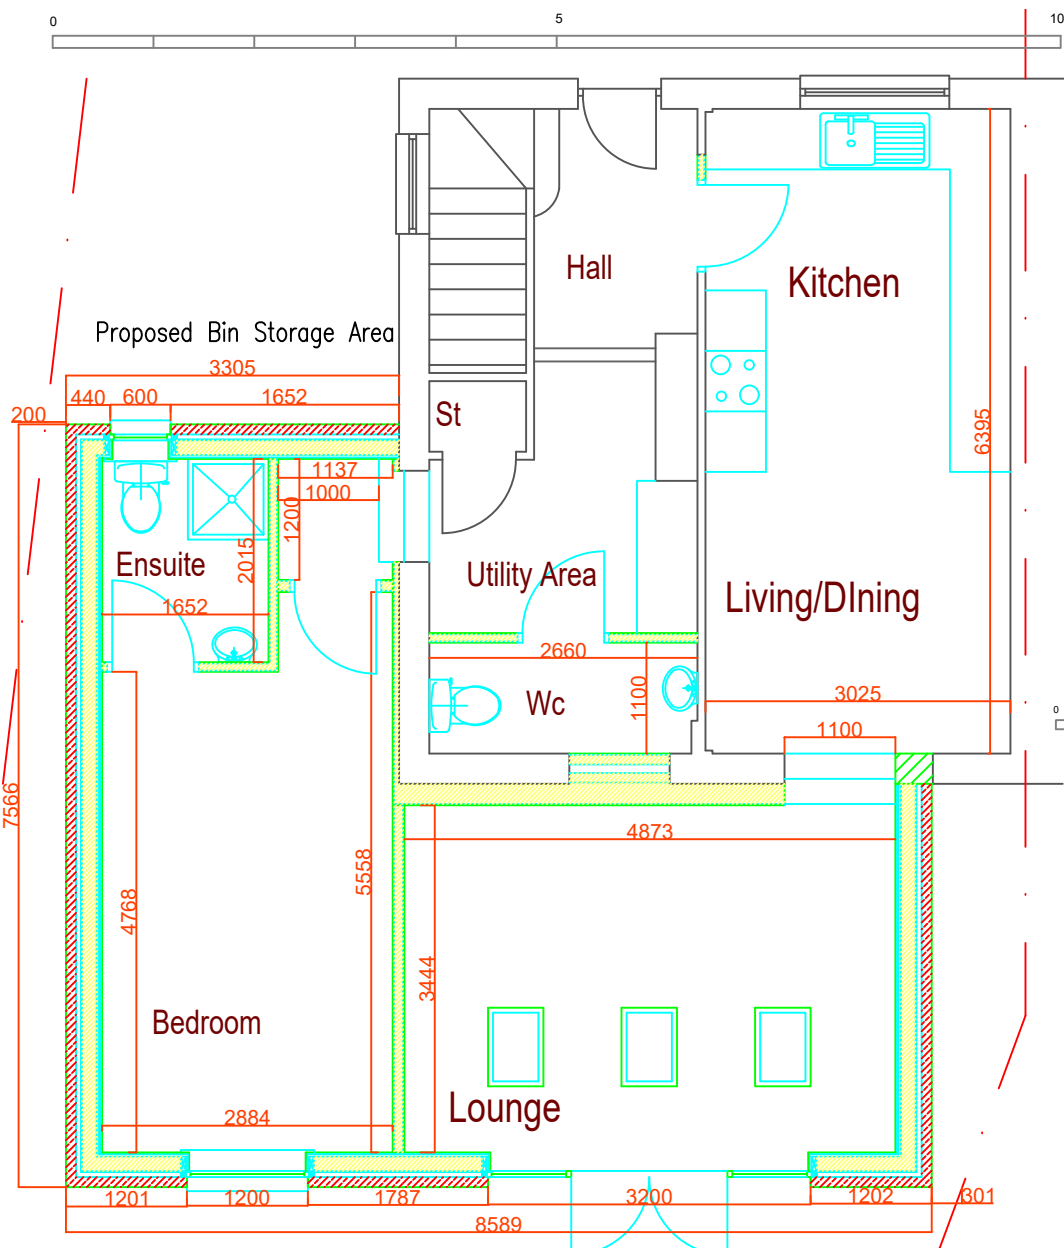 0 5 10
Hall
Kitchen
Proposed Bin Storage Area
3305
440 600 1652
200
St
6395
1137
1000
1200
2015
Ensuite
Utility Area
Living/DIning
1652
2660
1100
Wc
3025
0
1100
7566
4873
5558
4768
3444
Bedroom
Lounge
2884
1201 1200 1787 3200 1202 301
8589